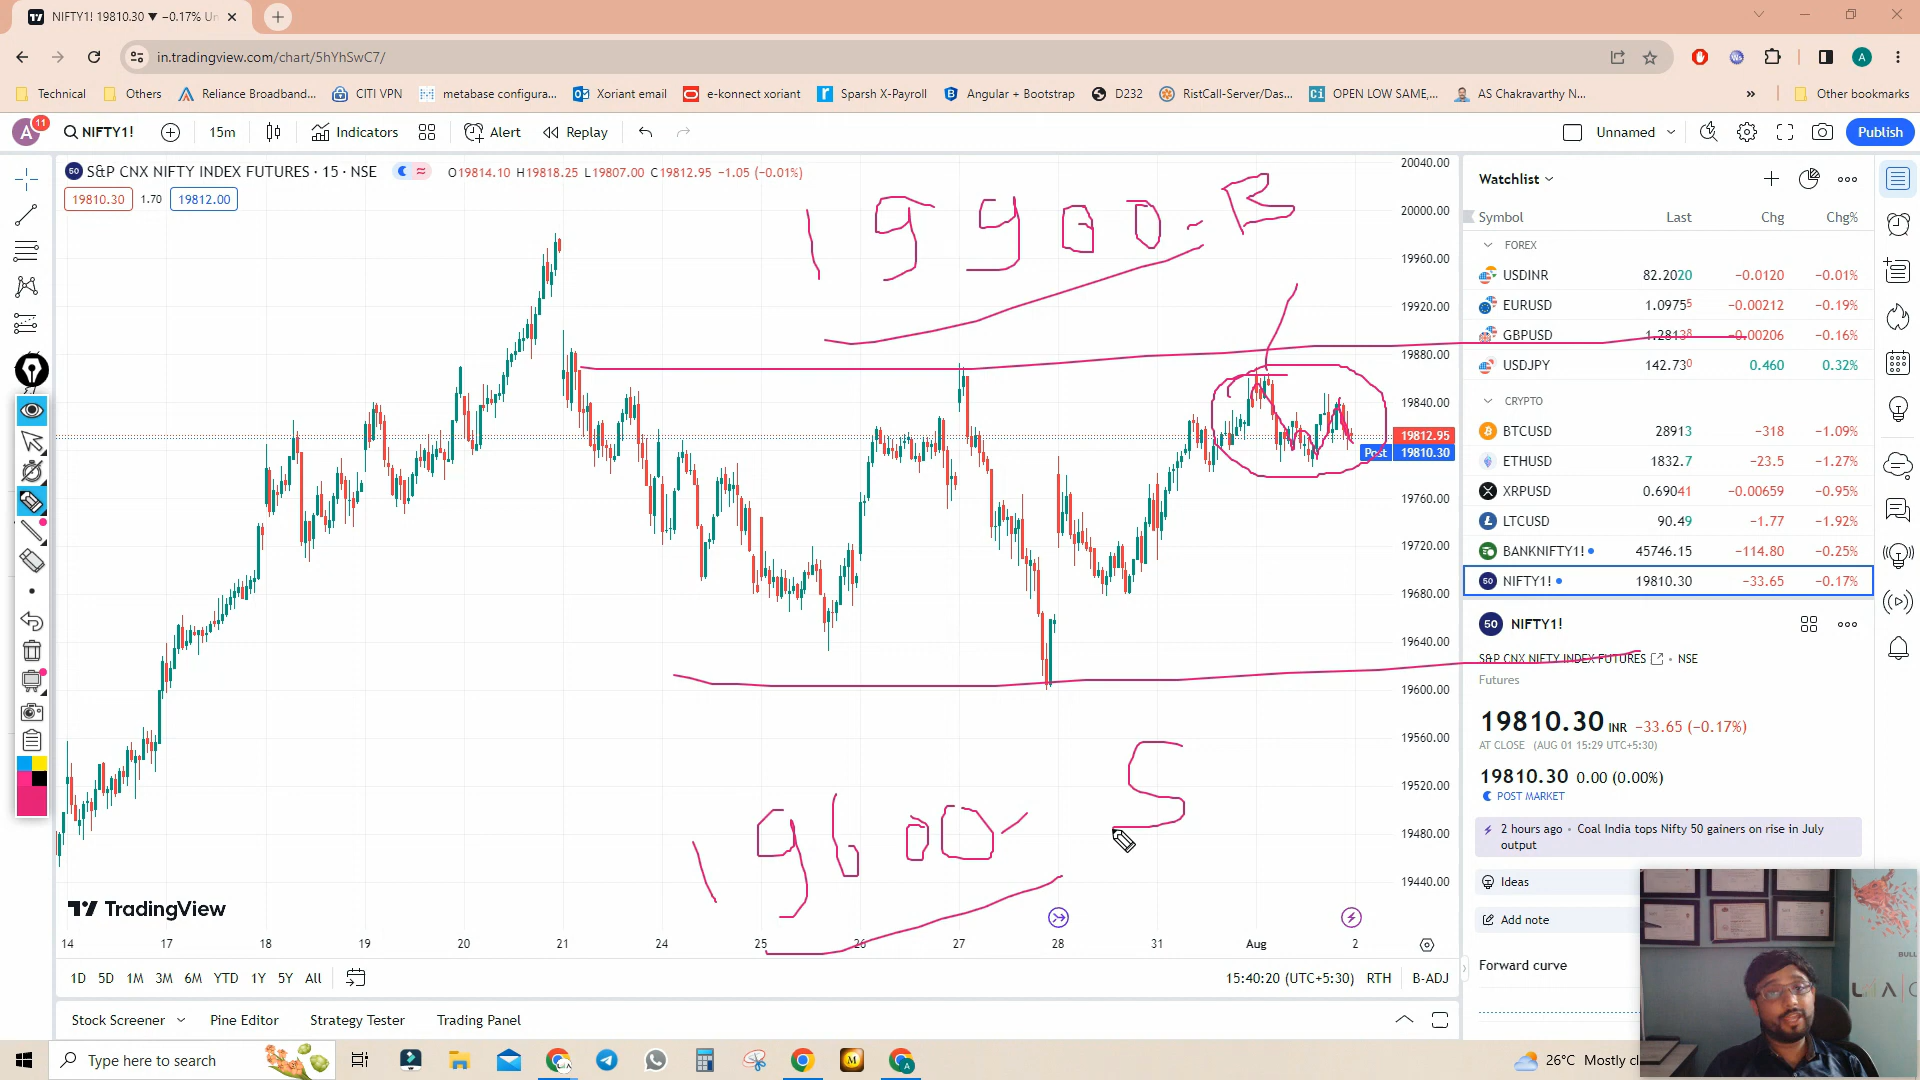 NIFTY1! 19810.30 ▼ −0.17% Un
in.tradingview.com/chart/5hYhSwC7/
Technical Others Reliance Broadband... CITI VPN metabase configura... Xoriant email e-konnect xoriant Sparsh X-Payroll Angular + Bootstrap D232 RistCall-Server/Das... OPEN LOW SAME,... AS Chakravarthy N... » Other bookmarks
A 11 NIFTY1! 15m Indicators Alert Replay Unnamed Publish
S&P CNX NIFTY INDEX FUTURES · 15 · NSE O19814.10 H19818.25 L19807.00 C19812.95 −1.05 (−0.01%)
19810.30 1.70 19812.00
19900-R
19600-
S
20040.00
20000.00
19960.00
19920.00
19880.00
19840.00
19812.95
Post 19810.30
19760.00
19720.00
19680.00
19640.00
19600.00
19560.00
19520.00
19480.00
19440.00
TradingView
14 17 18 19 20 21 24 25 26 27 28 31 Aug 2
1D 5D 1M 3M 6M YTD 1Y 5Y All 15:40:20 (UTC+5:30) RTH B-ADJ
Stock Screener Pine Editor Strategy Tester Trading Panel
Watchlist
Symbol Last Chg Chg%
FOREX
USDINR 82.2020 −0.0120 −0.01%
EURUSD 1.09755 −0.00212 −0.19%
GBPUSD 1.28138 −0.00206 −0.16%
USDJPY 142.730 0.460 0.32%
CRYPTO
BTCUSD 28913 −318 −1.09%
ETHUSD 1832.7 −23.5 −1.27%
XRPUSD 0.69041 −0.00659 −0.95%
LTCUSD 90.49 −1.77 −1.92%
BANKNIFTY1! 45746.15 −114.80 −0.25%
NIFTY1! 19810.30 −33.65 −0.17%
50 NIFTY1!
S&P CNX NIFTY INDEX FUTURES • NSE
Futures
19810.30 INR −33.65 (−0.17%)
AT CLOSE (AUG 01 15:29 UTC+5:30)
19810.30 0.00 (0.00%)
POST MARKET
2 hours ago • Coal India tops Nifty 50 gainers on rise in July
output
Ideas
Add note
Forward curve
BULL
Type here to search
26°C Mostly cl